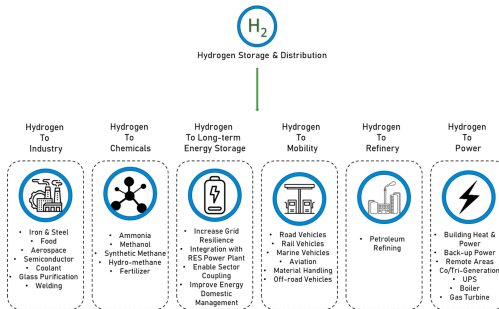 H2
Hydrogen Storage & Distribution
Hydrogen
To
Industry
• Iron & Steel
• Food
• Aerospace
• Semiconductor
• Coolant
• Glass Purification
• Welding
Hydrogen
To
Chemicals
• Ammonia
• Methanol
• Synthetic Methane
• Hydro-methane
• Fertilizer
Hydrogen
To Long-term
Energy Storage
• Increase Grid
Resilience
• Integration with
RES Power Plant
• Enable Sector
Coupling
• Improve Energy
Domestic
Management
Hydrogen
To
Mobility
• Road Vehicles
• Rail Vehicles
• Marine Vehicles
• Aviation
• Material Handling
• Off-road Vehicles
Hydrogen
To
Refinery
• Petroleum
Refining
Hydrogen
To
Power
• Building Heat &
Power
• Back-up Power
• Remote Areas
• Co/Tri-Generation
• UPS
• Boiler
• Gas Turbine